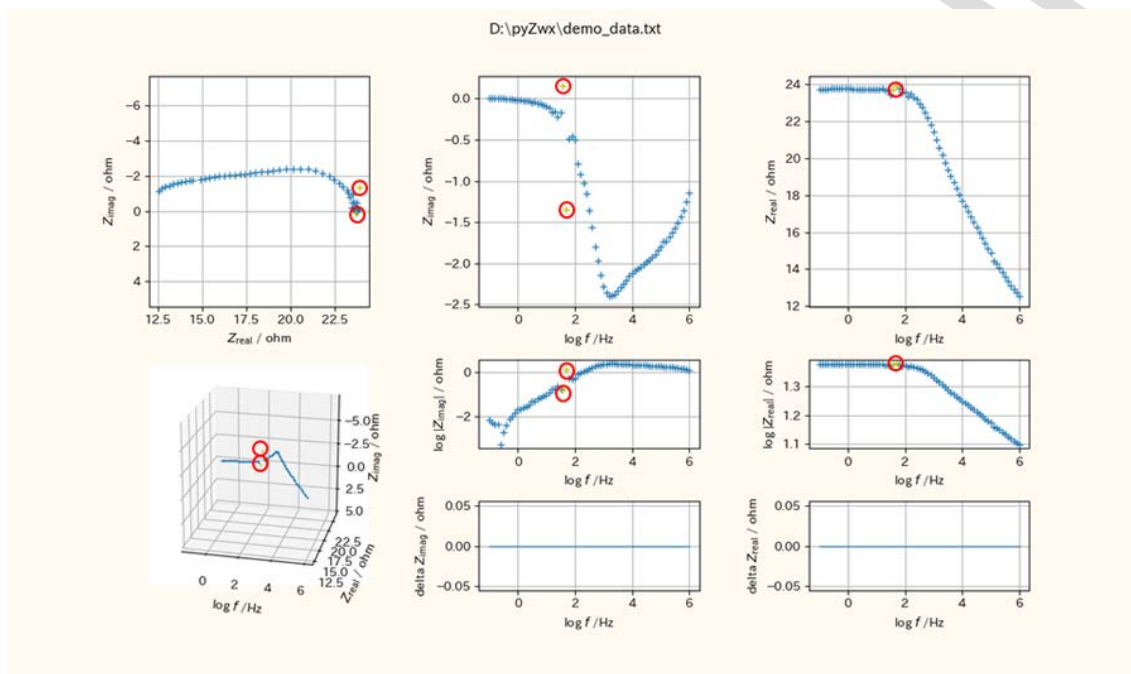 D:\pyZwx\demo_data.txt
−6
−4
−2
0
2
4
Zimag / ohm
12.5 15.0 17.5 20.0 22.5
Zreal / ohm
0.0
−0.5
−1.0
−1.5
−2.0
−2.5
Zimag / ohm
0 2 4 6
log f /Hz
24
22
20
18
16
14
12
Zreal / ohm
0 2 4 6
log f /Hz
−5.0
−2.5
0.0
2.5
5.0
Zimag / ohm
22.5
20.0
17.5
15.0
12.5
Zreal / ohm
0 2 4 6
log f /Hz
0
−2
log |Zimag| / ohm
0 2 4 6
log f /Hz
1.3
1.2
1.1
log |Zreal| / ohm
0 2 4 6
log f /Hz
0.05
0.00
−0.05
delta Zimag / ohm
0 2 4 6
log f /Hz
0.05
0.00
−0.05
delta Zreal / ohm
0 2 4 6
log f /Hz